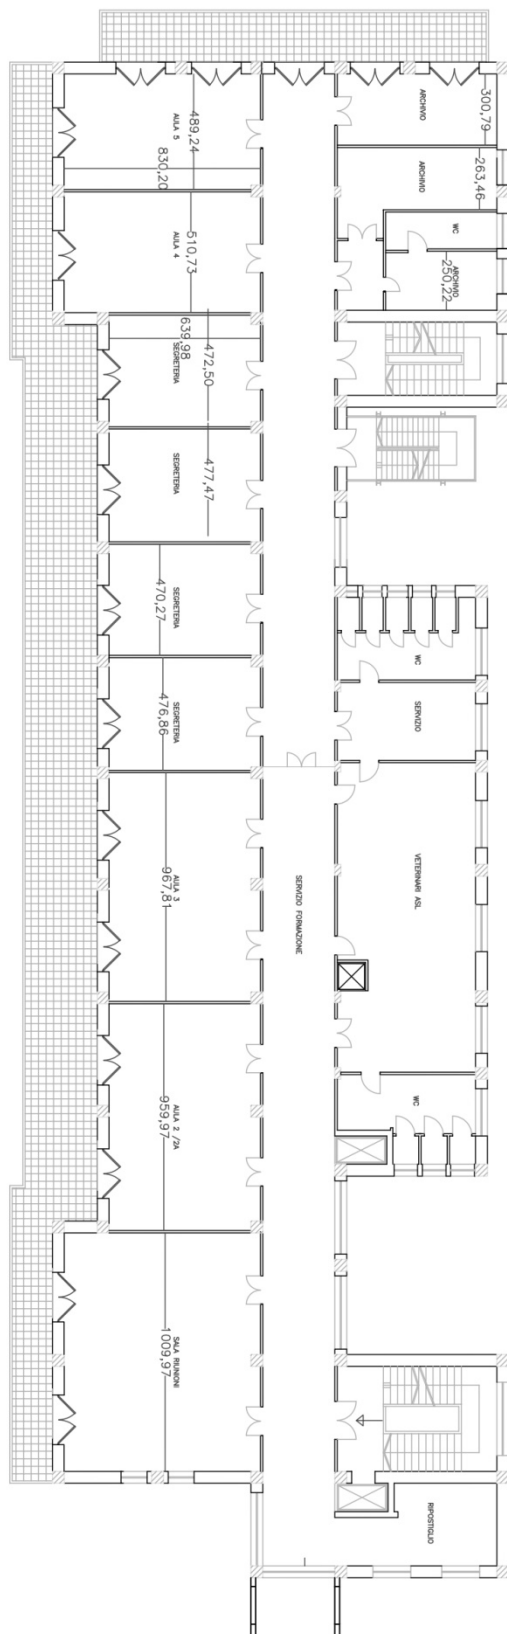 ARCHIVIO
300,79
AULA 5
489,24
830,20
ARCHIVIO
263,46
WC
AULA 4
510,73
ARCHIVIO
250,22
639,98
SEGRETERIA
472,50
SEGRETERIA
477,47
SEGRETERIA
470,27
WC
SEGRETERIA
476,86
SERVIZIO
AULA 3
967,81
SERVIZIO FORMAZIONE
VETERINARI ASL
AULA 2 /2A
959,97
WC
SALA RIUNIONI
1009,97
RIPOSTIGLIO